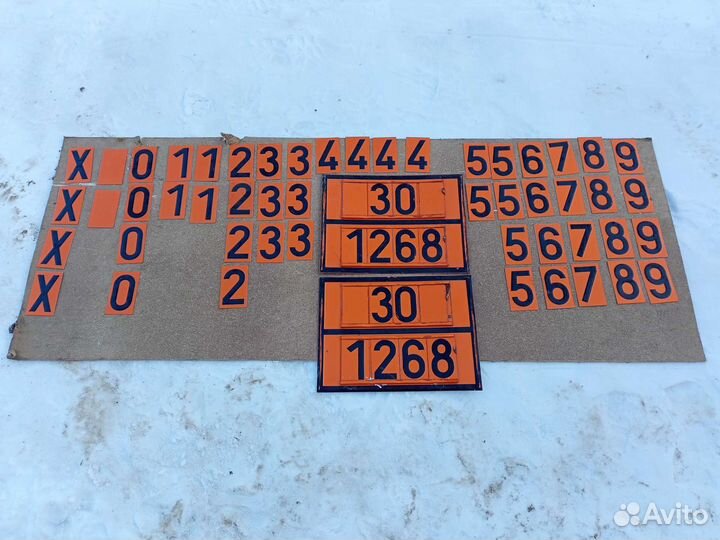 X 0 1 1 2 3 3 4 4 4 4 5 5 6 7 8 9
X 0 1 1 2 3 3 30 5 5 6 7 8 9
X 0 2 3 3 1268 5 6 7 8 9
X 0 2 30 5 6 7 8 9
1268
Avito